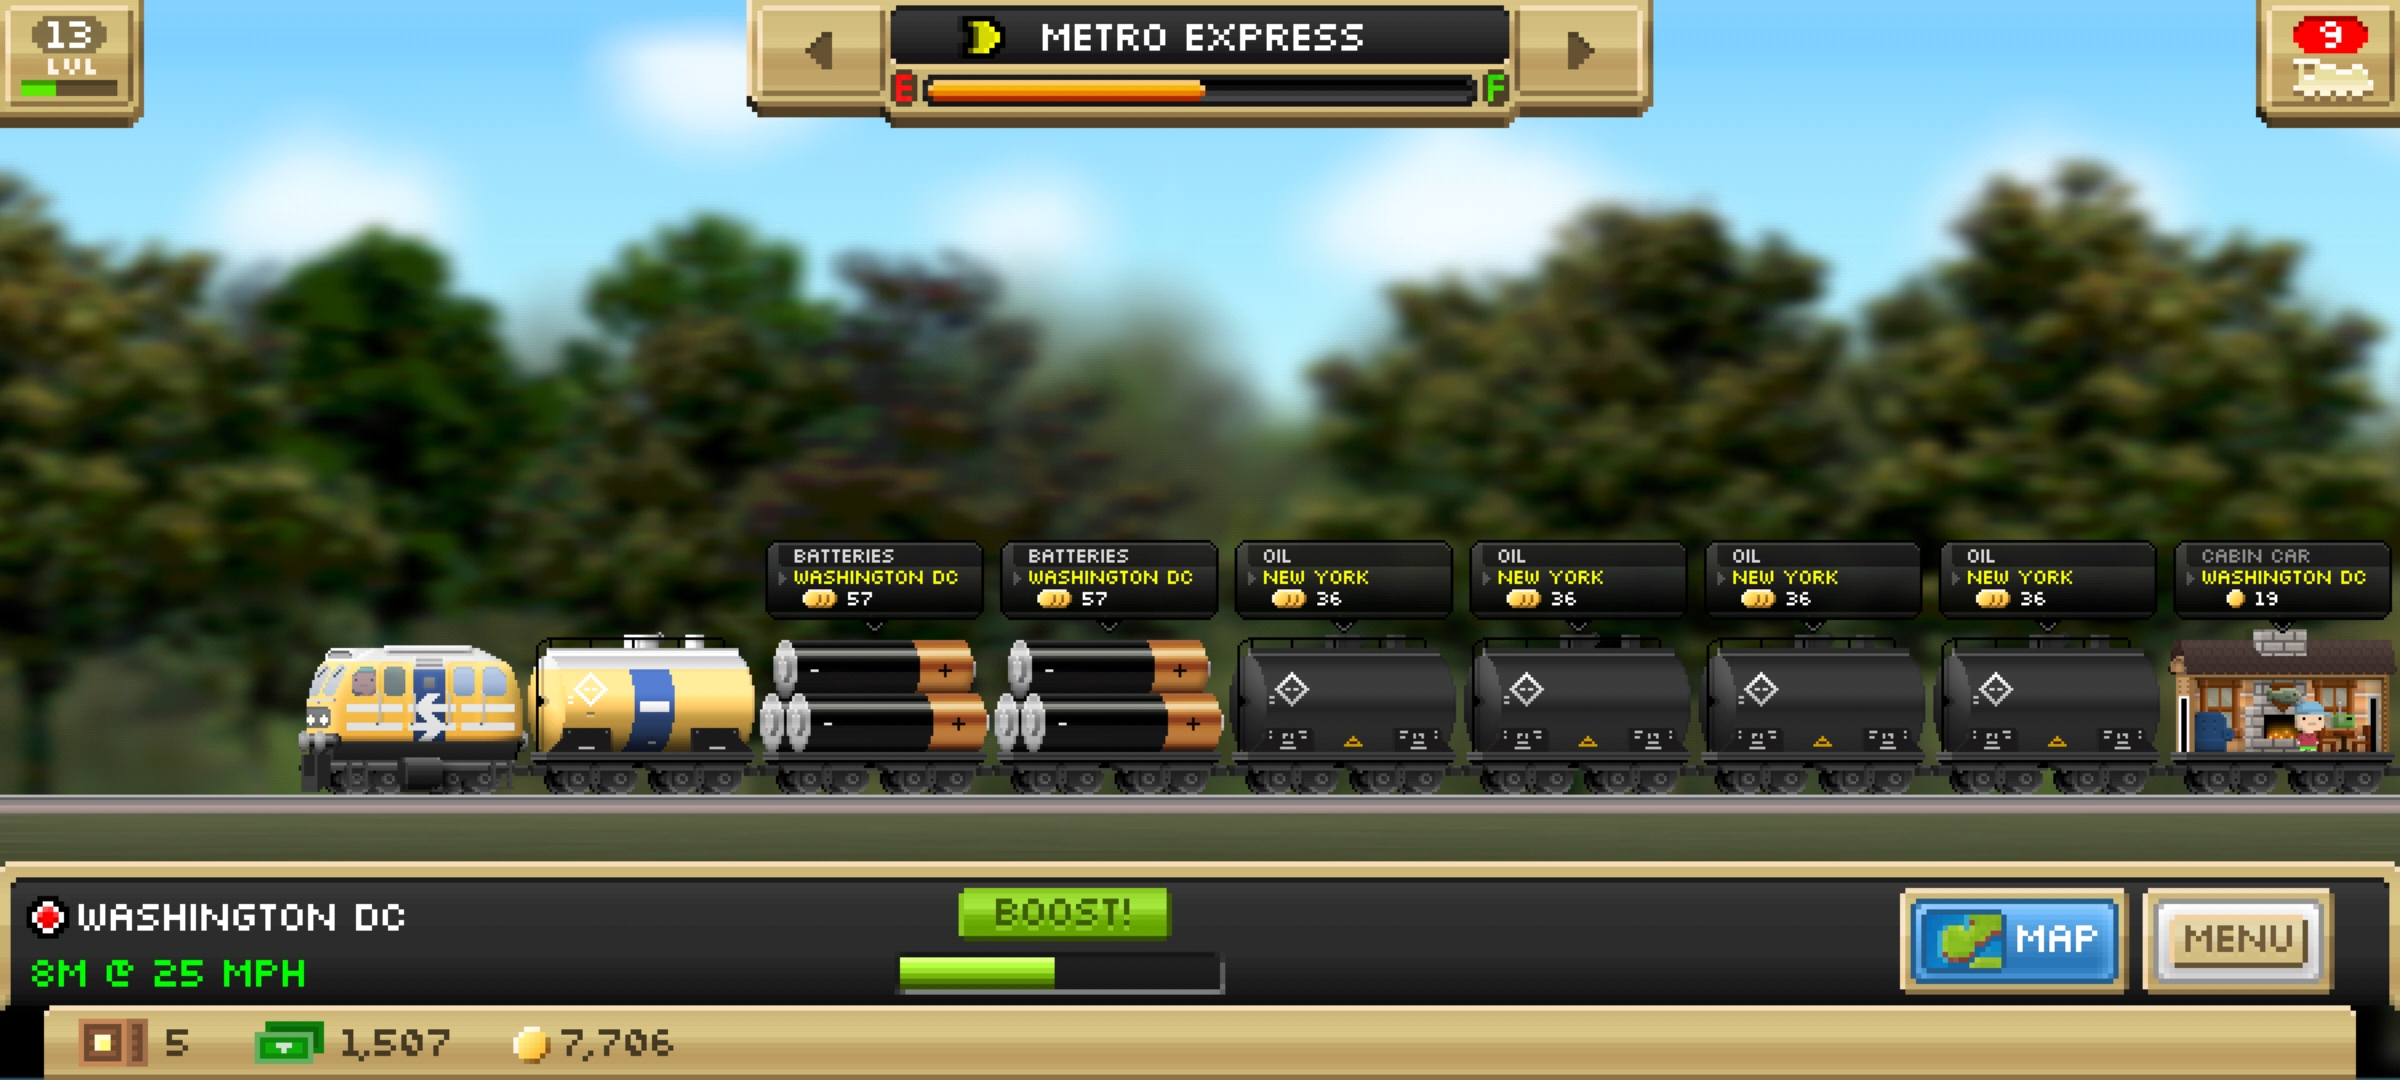 13
LVL
METRO EXPRESS
E
F
9
BATTERIES
WASHINGTON DC
57
BATTERIES
WASHINGTON DC
57
OIL
NEW YORK
36
OIL
NEW YORK
36
OIL
NEW YORK
36
OIL
NEW YORK
36
CABIN CAR
WASHINGTON DC
19
- +
- +
- +
- +
WASHINGTON DC
BOOST!
8M @ 25 MPH
MAP
MENU
5
1,507
7,706